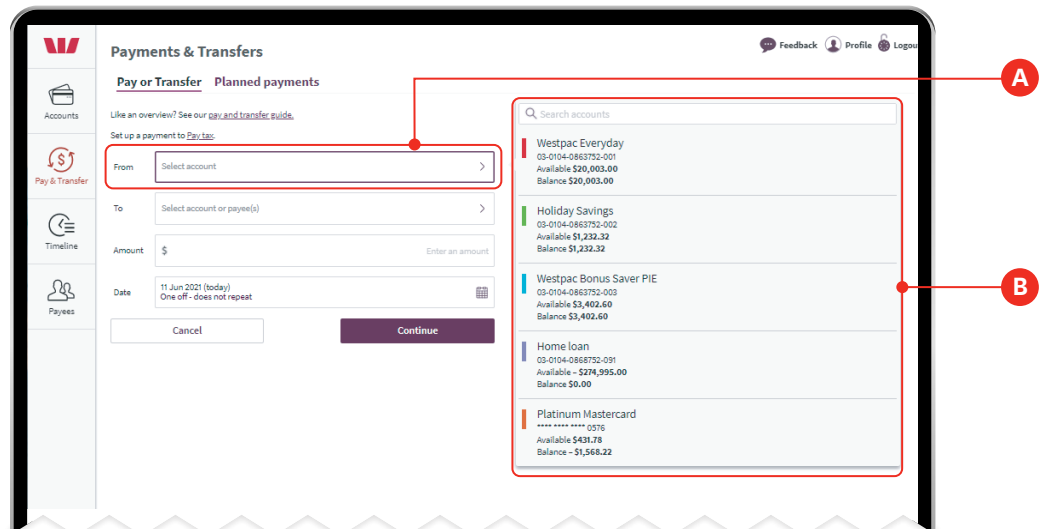 Payments & Transfers
Feedback
Profile
Logou
Pay or Transfer
Planned payments
Like an overview? See our pay and transfer guide.
Set up a payment to Pay tax.
From
Select account
To
Select account or payee(s)
Amount
$
Enter an amount
Date
11 Jun 2021 (today)
One off - does not repeat
Cancel
Continue
Accounts
Pay & Transfer
Timeline
Payees
Search accounts
Westpac Everyday
03-0104-0863752-001
Available $20,003.00
Balance $20,003.00
Holiday Savings
03-0104-0863752-002
Available $1,232.32
Balance $1,232.32
Westpac Bonus Saver PIE
03-0104-0863752-003
Available $3,402.60
Balance $3,402.60
Home loan
03-0104-0868752-091
Available – $274,995.00
Balance $0.00
Platinum Mastercard
**** **** **** 0576
Available $431.78
Balance – $1,568.22
A
B